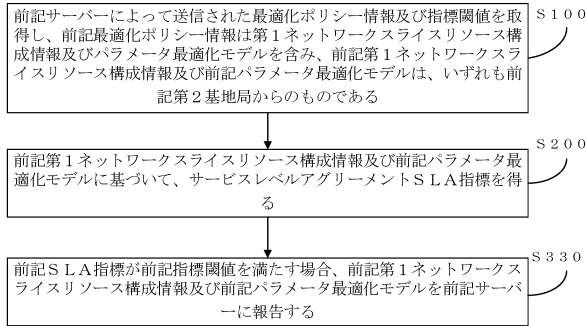 前記サーバーによって送信された最適化ポリシー情報及び指標閾値を取
得し、前記最適化ポリシー情報は第１ネットワークスライスリソース構
成情報及びパラメータ最適化モデルを含み、前記第１ネットワークスラ
イスリソース構成情報及び前記パラメータ最適化モデルは、いずれも前
記第２基地局からのものである
Ｓ１００
前記第１ネットワークスライスリソース構成情報及び前記パラメータ最
適化モデルに基づいて、サービスレベルアグリーメントＳＬＡ指標を得
る
Ｓ２００
前記ＳＬＡ指標が前記指標閾値を満たす場合、前記第１ネットワークス
ライスリソース構成情報及び前記パラメータ最適化モデルを前記サーバ
ーに報告する
Ｓ３３０